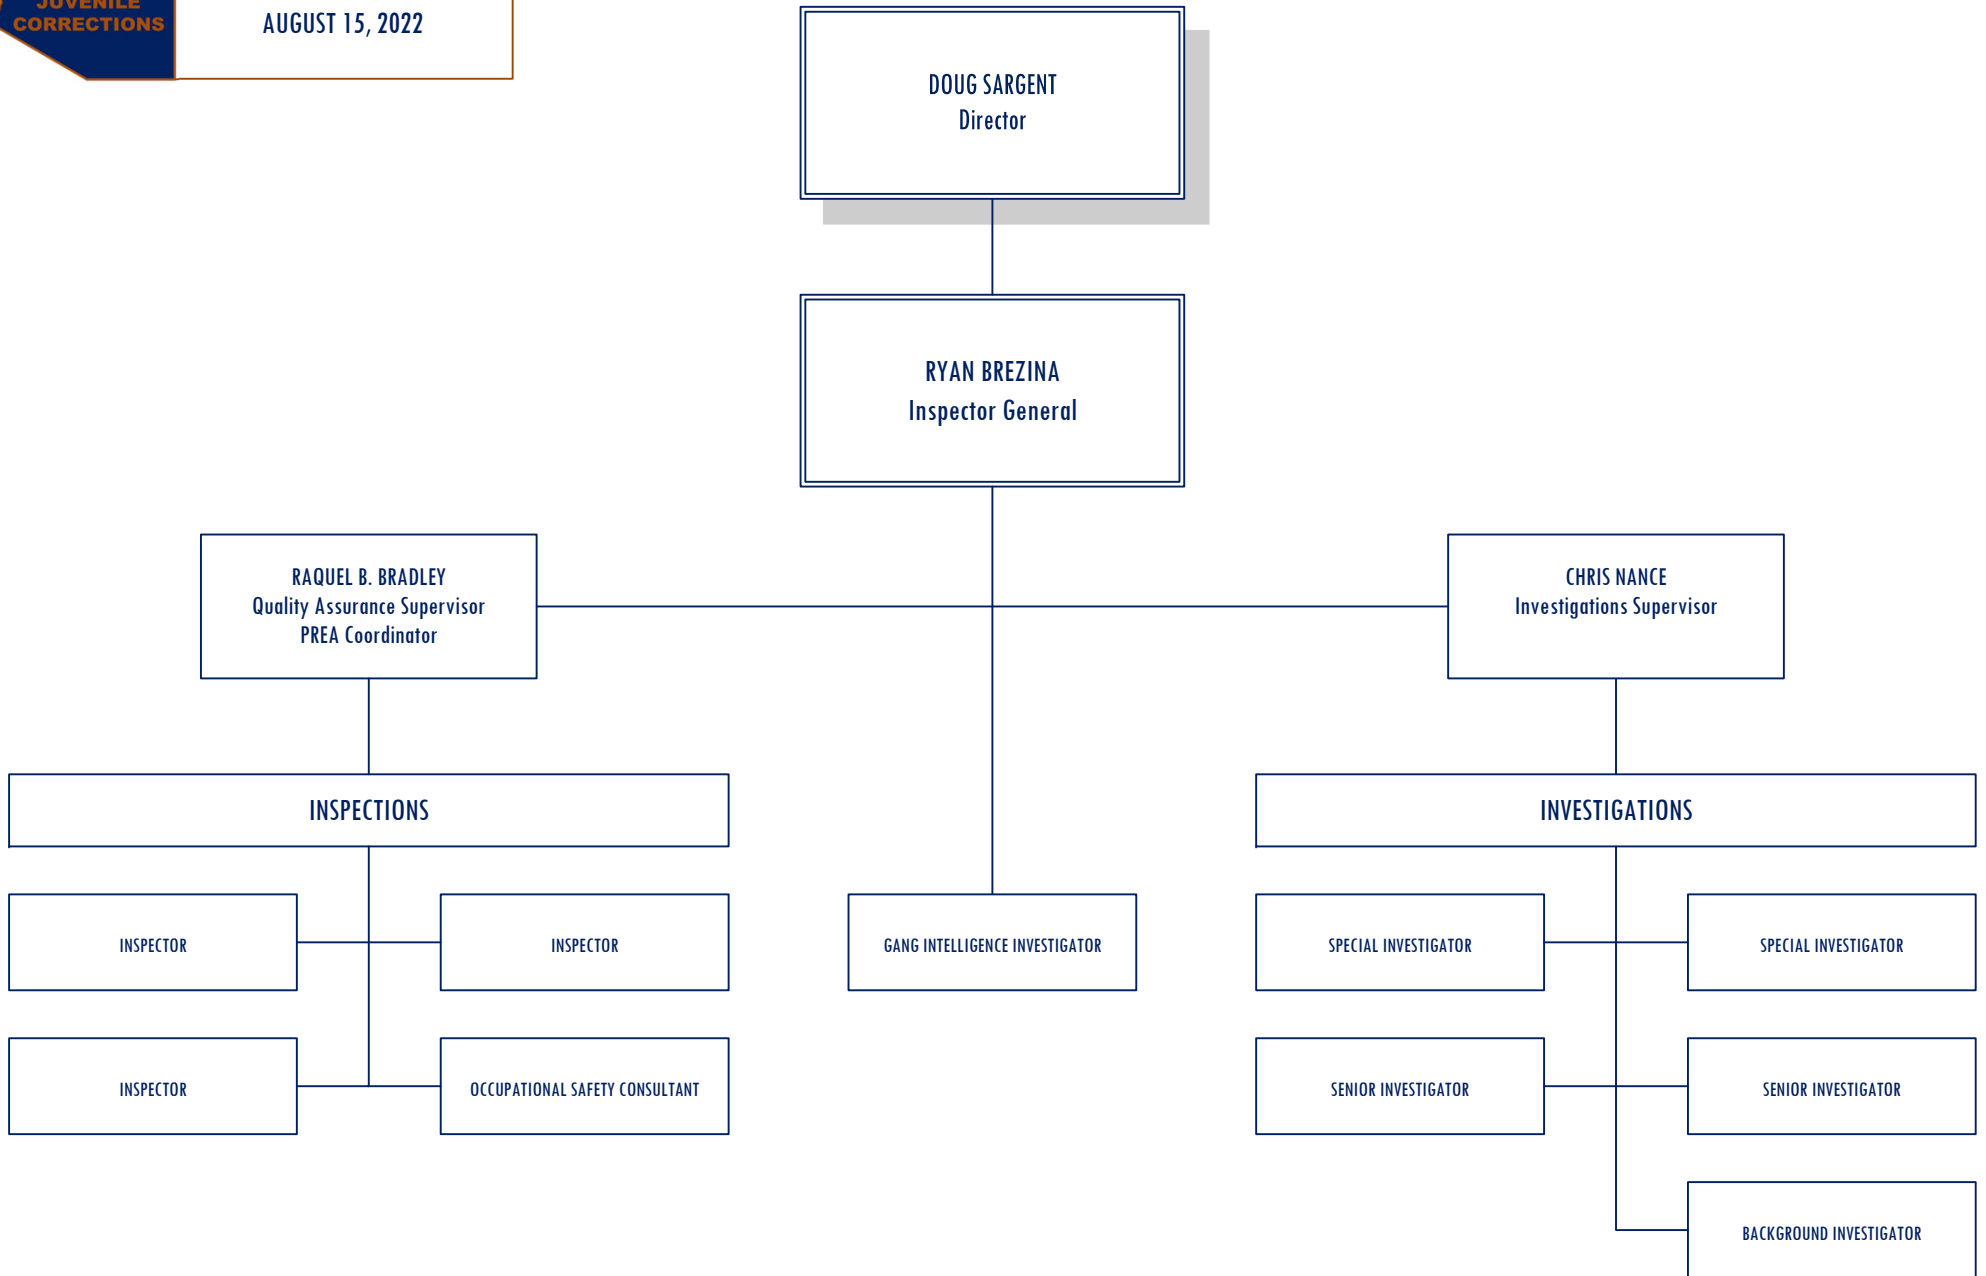 JUVENILE
CORRECTIONS
AUGUST 15, 2022
DOUG SARGENT
Director
RYAN BREZINA
Inspector General
RAQUEL B. BRADLEY
Quality Assurance Supervisor
PREA Coordinator
CHRIS NANCE
Investigations Supervisor
INSPECTIONS
INVESTIGATIONS
INSPECTOR
INSPECTOR
GANG INTELLIGENCE INVESTIGATOR
SPECIAL INVESTIGATOR
SPECIAL INVESTIGATOR
INSPECTOR
OCCUPATIONAL SAFETY CONSULTANT
SENIOR INVESTIGATOR
SENIOR INVESTIGATOR
BACKGROUND INVESTIGATOR